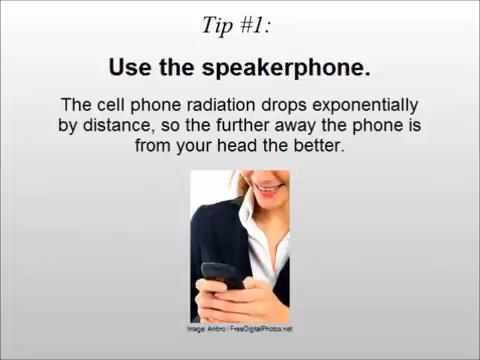 Tip #1:
Use the speakerphone.
The cell phone radiation drops exponentially
by distance, so the further away the phone is
from your head the better.
Image: Ambro / FreeDigitalPhotos.net